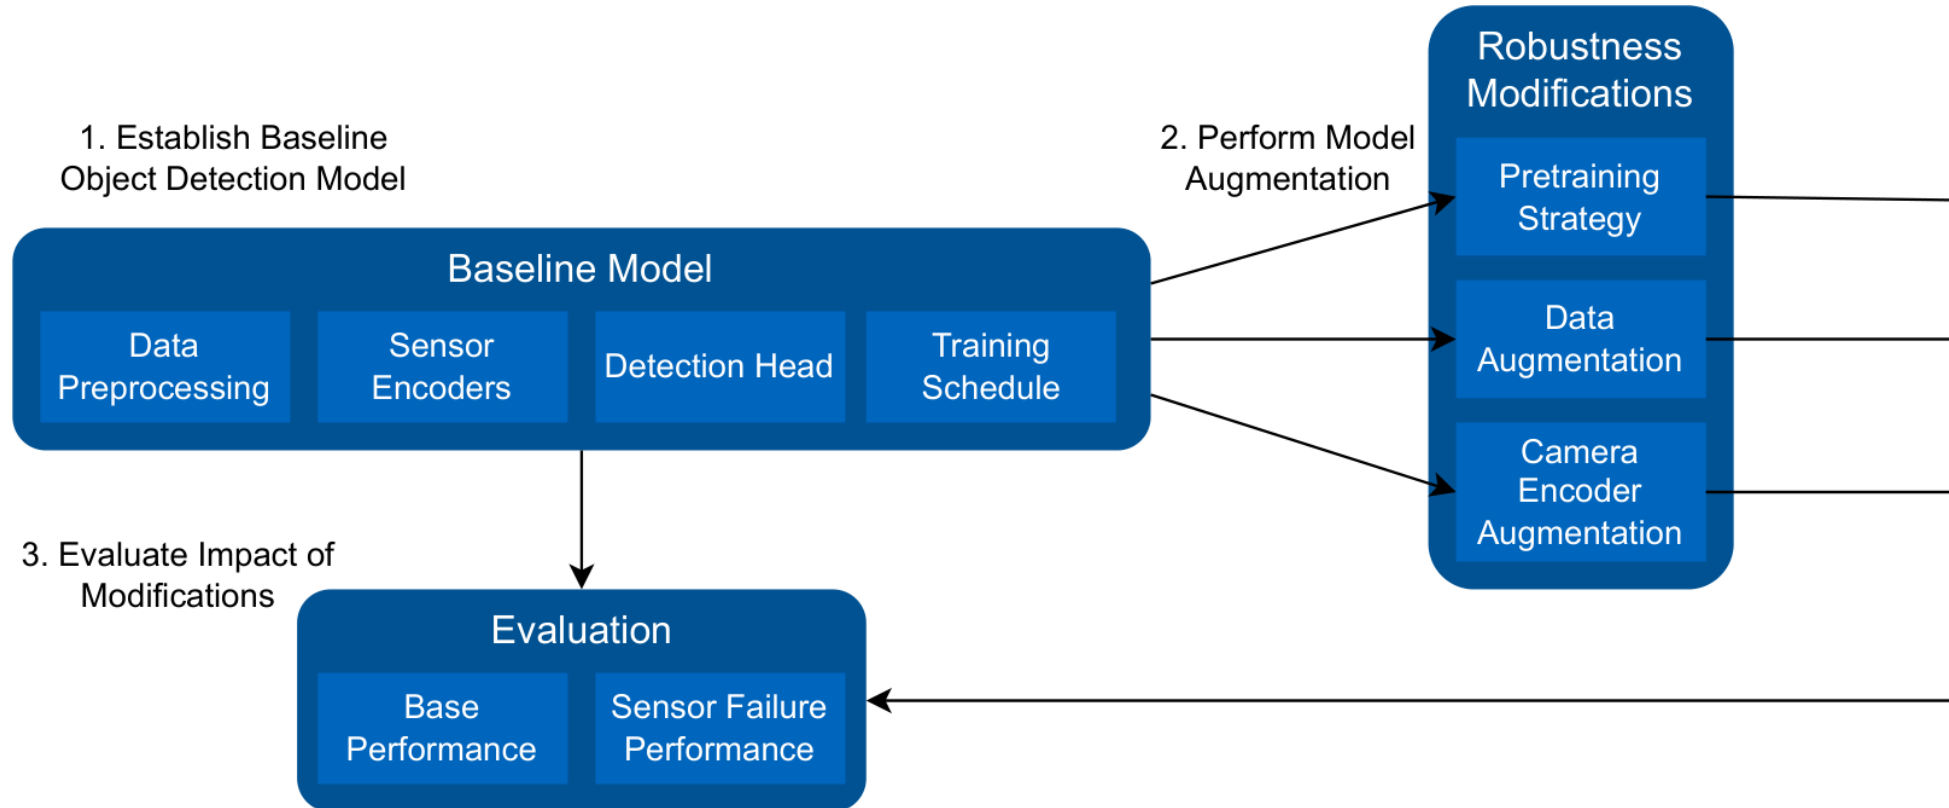 1. Establish Baseline
Object Detection Model
Baseline Model
Data
Preprocessing
Sensor
Encoders
Detection Head
Training
Schedule
2. Perform Model
Augmentation
Robustness
Modifications
Pretraining
Strategy
Data
Augmentation
Camera
Encoder
Augmentation
3. Evaluate Impact of
Modifications
Evaluation
Base
Performance
Sensor Failure
Performance